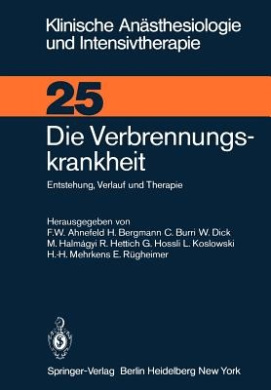 Klinische Anästhesiologie
und Intensivtherapie
25
Die Verbrennungs-
krankheit
Entstehung, Verlauf und Therapie
Herausgegeben von
F.W. Ahnefeld H. Bergmann C. Burri W. Dick
M. Halmágyi R. Hettich G. Hossli L. Koslowski
H.-H. Mehrkens E. Rügheimer
Springer-Verlag Berlin Heidelberg New York